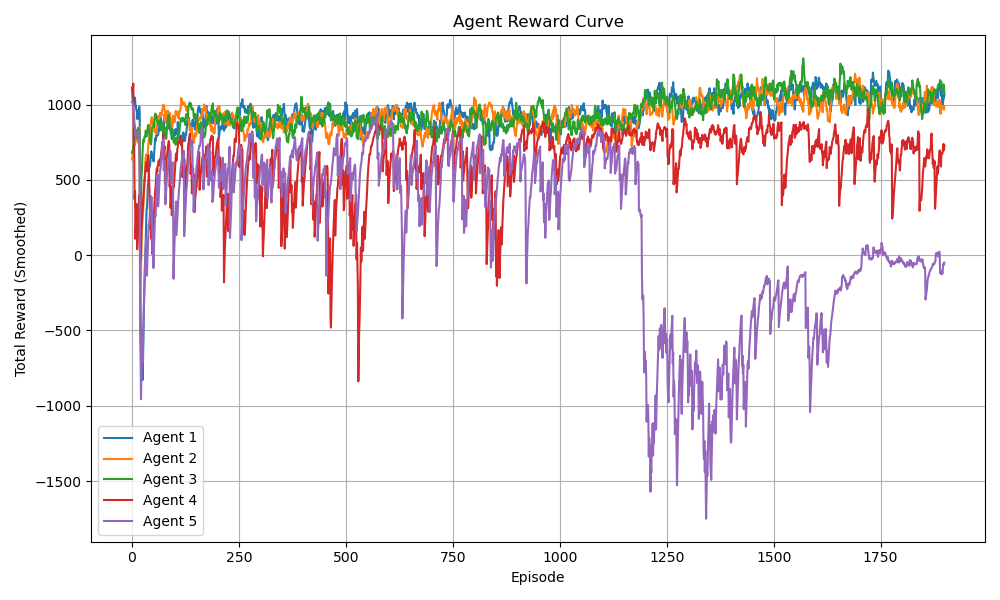 Agent Reward Curve
Total Reward (Smoothed)
1000
500
0
−500
−1000
−1500
Agent 1
Agent 2
Agent 3
Agent 4
Agent 5
0 250 500 750 1000 1250 1500 1750
Episode